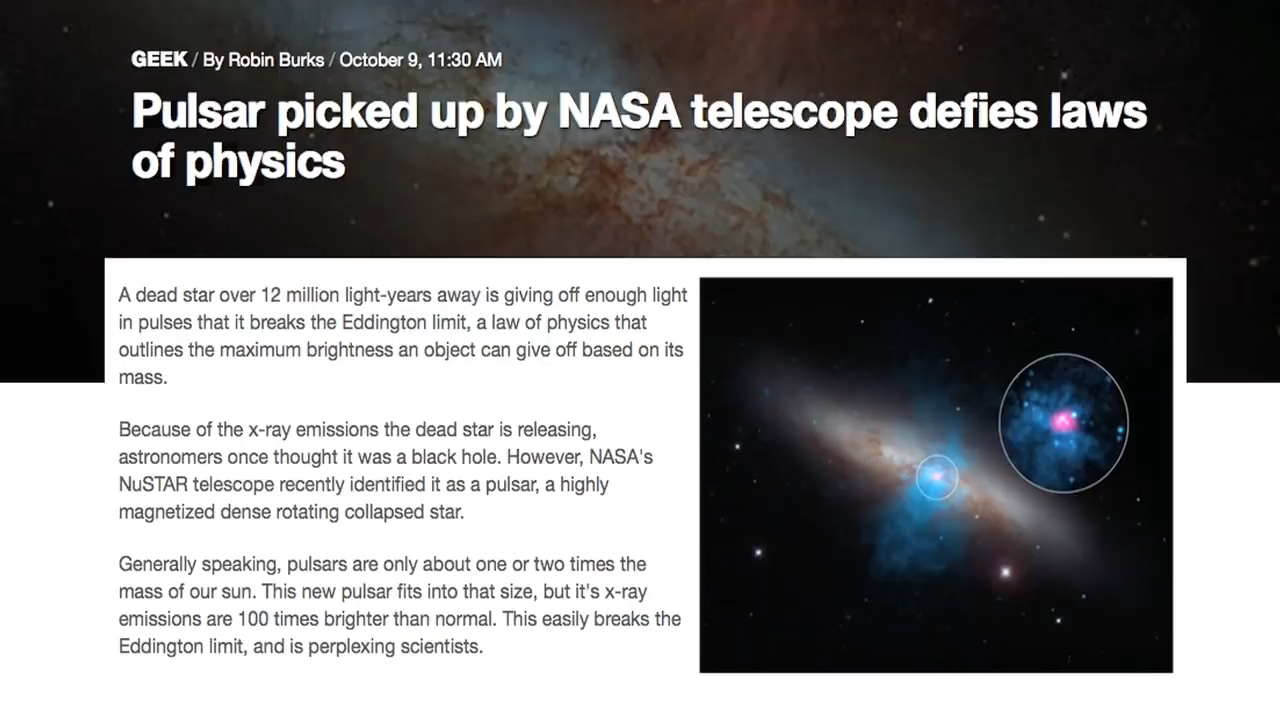 GEEK / By Robin Burks / October 9, 11:30 AM
Pulsar picked up by NASA telescope defies laws
of physics
A dead star over 12 million light-years away is giving off enough light
in pulses that it breaks the Eddington limit, a law of physics that
outlines the maximum brightness an object can give off based on its
mass.
Because of the x-ray emissions the dead star is releasing,
astronomers once thought it was a black hole. However, NASA's
NuSTAR telescope recently identified it as a pulsar, a highly
magnetized dense rotating collapsed star.
Generally speaking, pulsars are only about one or two times the
mass of our sun. This new pulsar fits into that size, but it's x-ray
emissions are 100 times brighter than normal. This easily breaks the
Eddington limit, and is perplexing scientists.